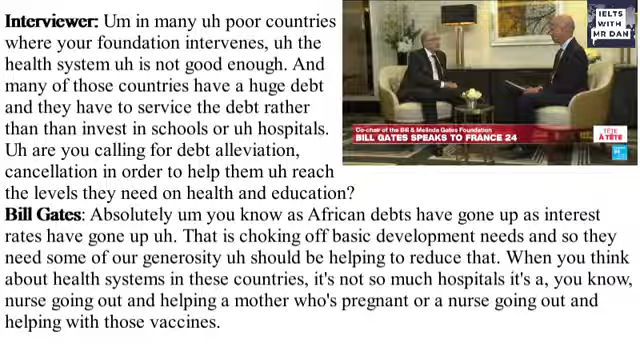 Interviewer: Um in many uh poor countries
where your foundation intervenes, uh the
health system uh is not good enough. And
many of those countries have a huge debt
and they have to service the debt rather
than than invest in schools or uh hospitals.
Uh are you calling for debt alleviation,
cancellation in order to help them uh reach
the levels they need on health and education?
IELTS
WITH
MR DAN
Co-chair of the Bill & Melinda Gates Foundation
BILL GATES SPEAKS TO FRANCE 24
TÊTE
À TÊTE
Bill Gates: Absolutely um you know as African debts have gone up as interest
rates have gone up uh. That is choking off basic development needs and so they
need some of our generosity uh should be helping to reduce that. When you think
about health systems in these countries, it's not so much hospitals it's a, you know,
nurse going out and helping a mother who's pregnant or a nurse going out and
helping with those vaccines.